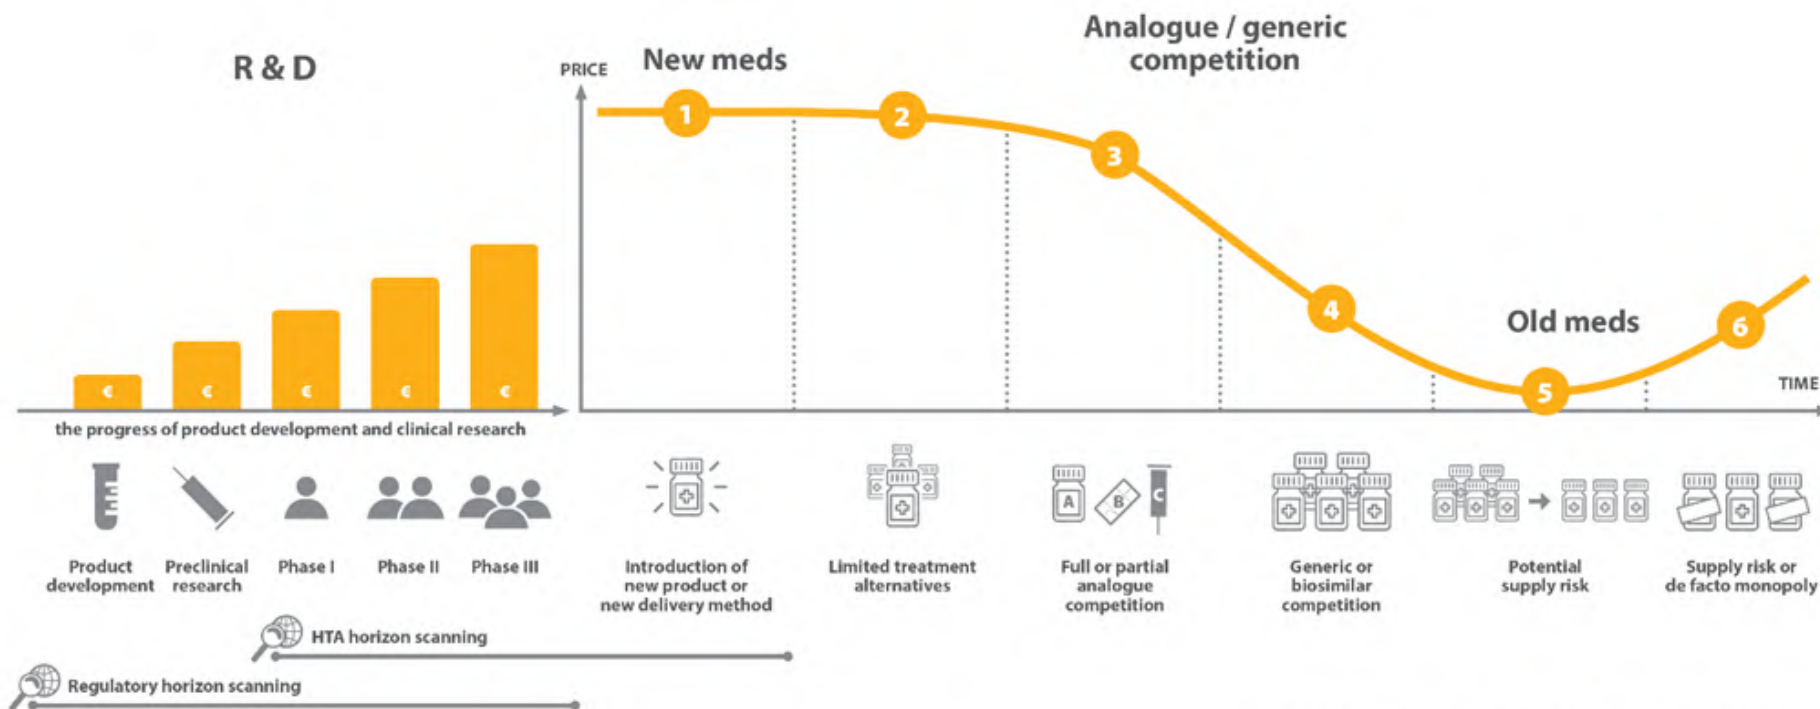 R & D
PRICE
New meds
Analogue / generic
competition
1
2
3
4
5
6
Old meds
TIME
€
€
€
€
€
the progress of product development and clinical research
A
B
C
Product
development
Preclinical
research
Phase I
Phase II
Phase III
Introduction of
new product or
new delivery method
Limited treatment
alternatives
Full or partial
analogue
competition
Generic or
biosimilar
competition
Potential
supply risk
Supply risk or
de facto monopoly
HTA horizon scanning
Regulatory horizon scanning